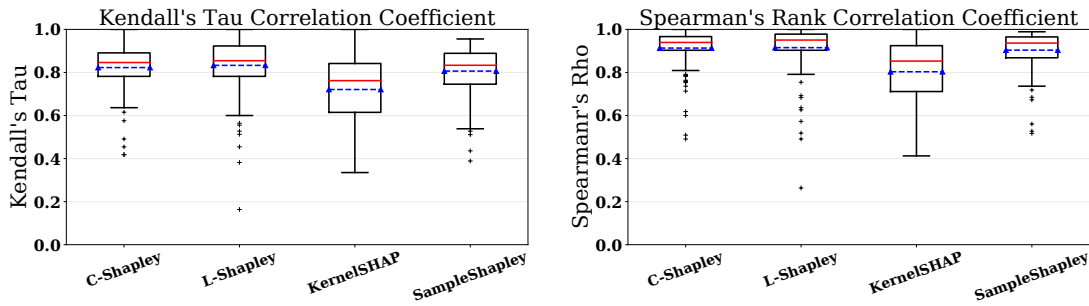 Kendall's Tau Correlation Coefficient
Kendall's Tau
1.0
0.8
0.6
0.4
0.2
0.0
C-Shapley
L-Shapley
KernelSHAP
SampleShapley
Spearman's Rank Correlation Coefficient
Spearmanr's Rho
1.0
0.8
0.6
0.4
0.2
0.0
C-Shapley
L-Shapley
KernelSHAP
SampleShapley